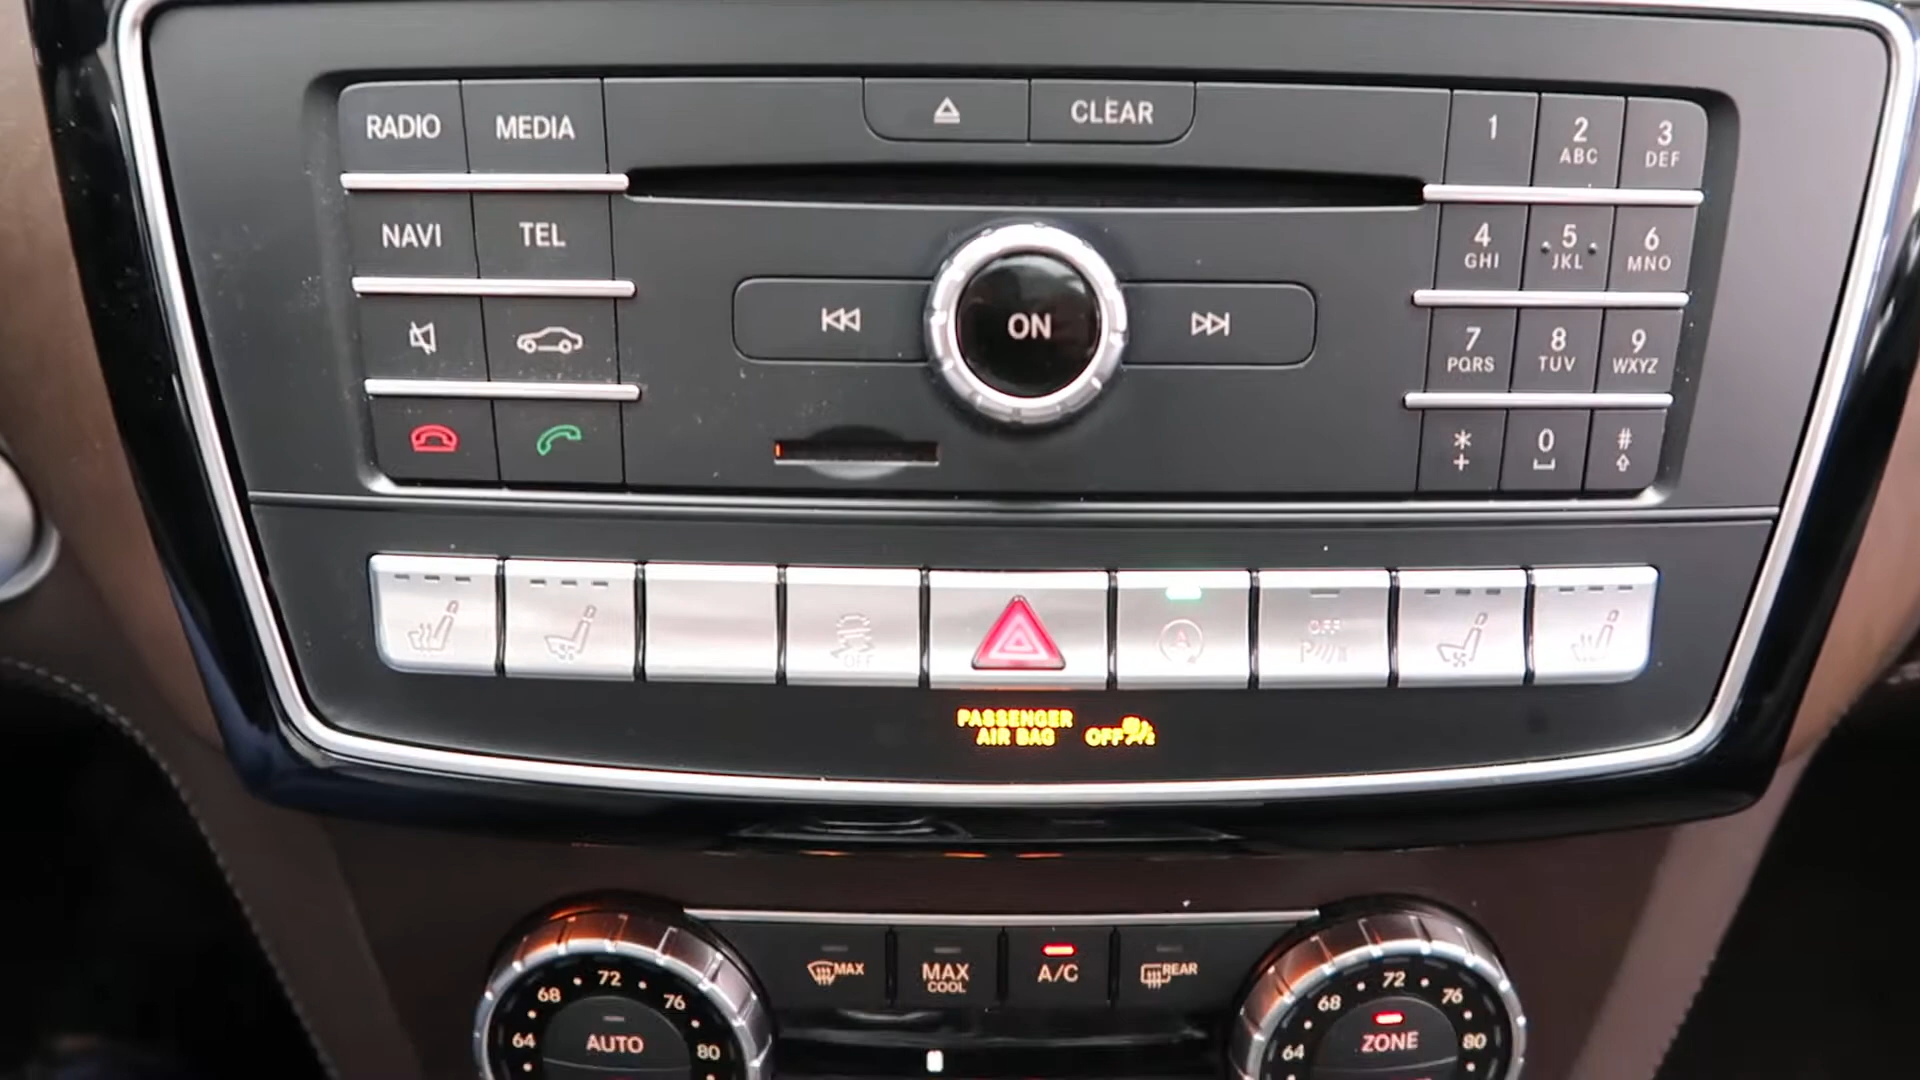 RADIO MEDIA CLEAR 1 2 3
ABC DEF
NAVI TEL 4 5 6
GHI JKL MNO
ON 7 8 9
PQRS TUV WXYZ
* 0 #
+
OFF OFF
PASSENGER
AIR BAG OFF
MAX MAX A/C REAR
COOL
64 68 72 76 80
AUTO
64 68 72 76 80
ZONE